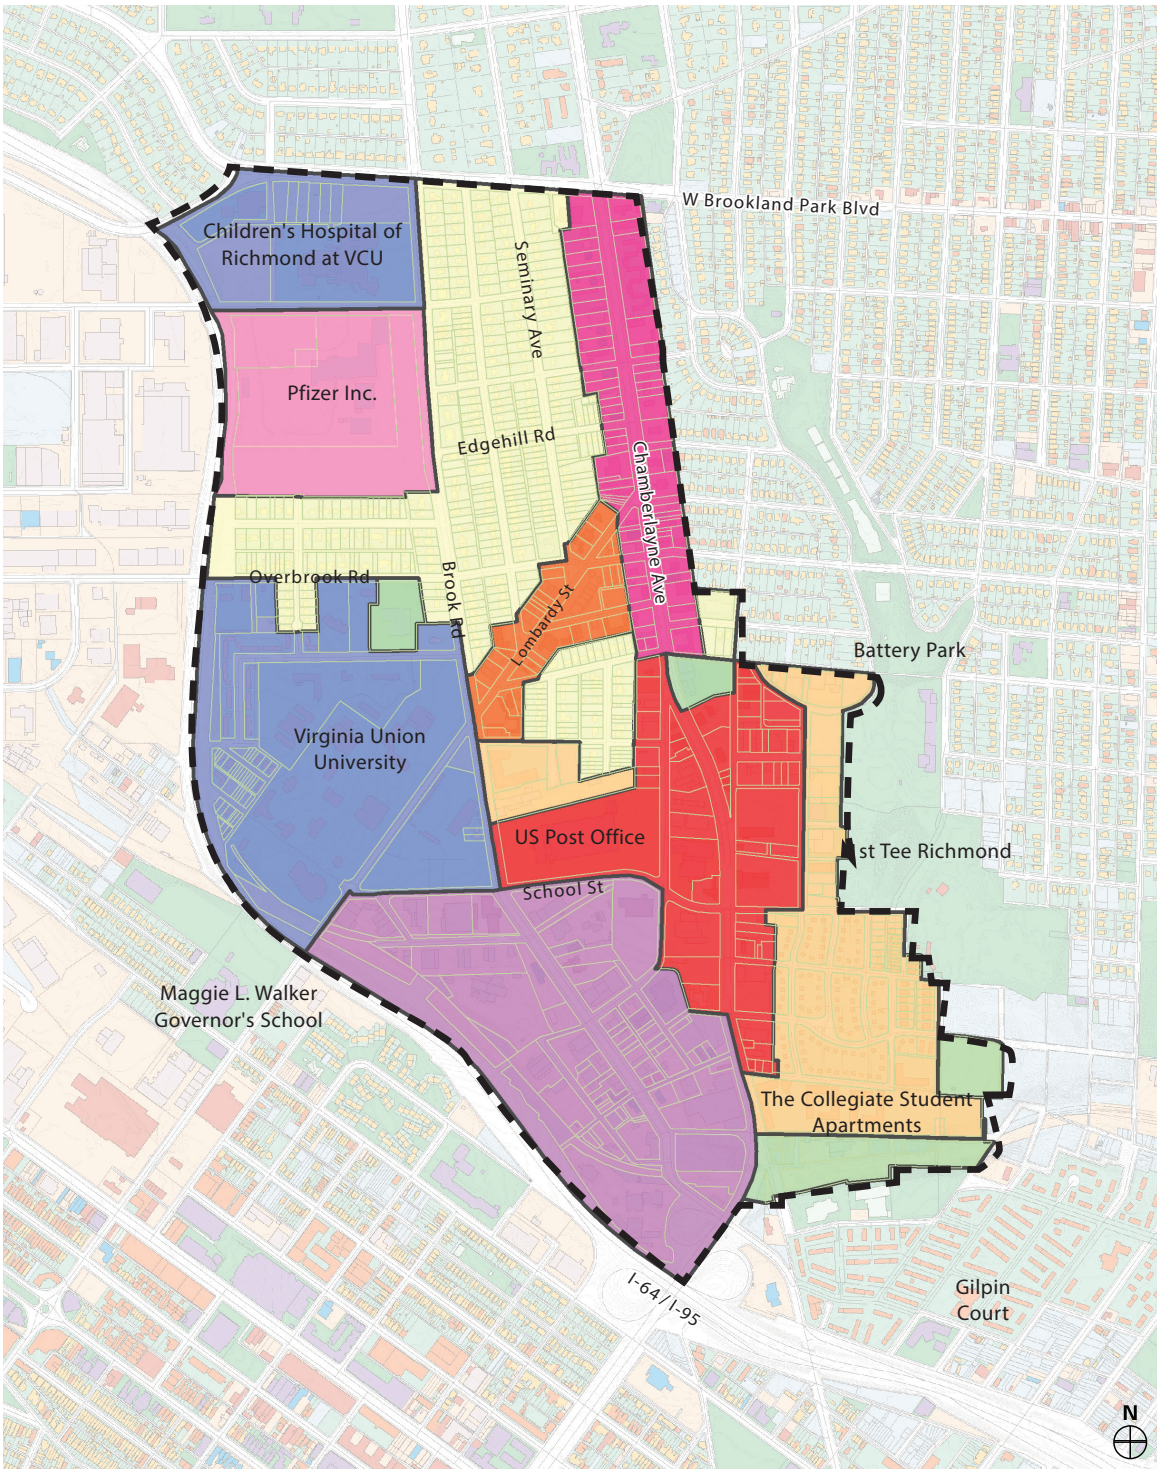 W Brookland Park Blvd
Children's Hospital of
Richmond at VCU
Seminary Ave
Pfizer Inc.
Edgehill Rd
Chamberlayne Ave
Overbrook Rd
Brook Rd
Lombardy St
Battery Park
Virginia Union
University
US Post Office
1st Tee Richmond
School St
Maggie L. Walker
Governor's School
The Collegiate Student
Apartments
Gilpin
Court
I-64 / I-95
N